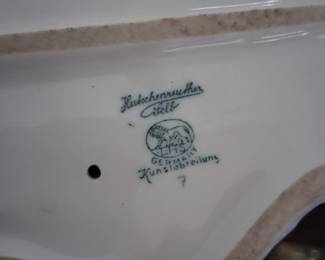 Hutschenreuther
Selb
GERMANY
Kunstabteilung
7